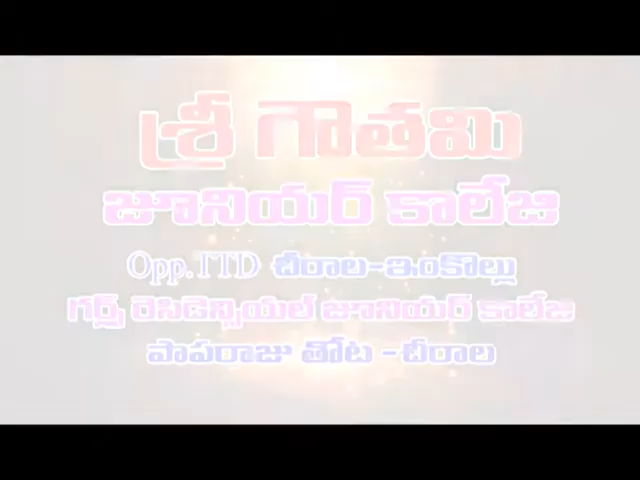 శ్రీ గౌతమి
జూనియర్ కాలేజి
Opp. ITD చీరాల-ఇంకొల్లు
గర్ల్స్ రెసిడెన్షియల్ జూనియర్ కాలేజి
పాపరాజు తోట - చీరాల